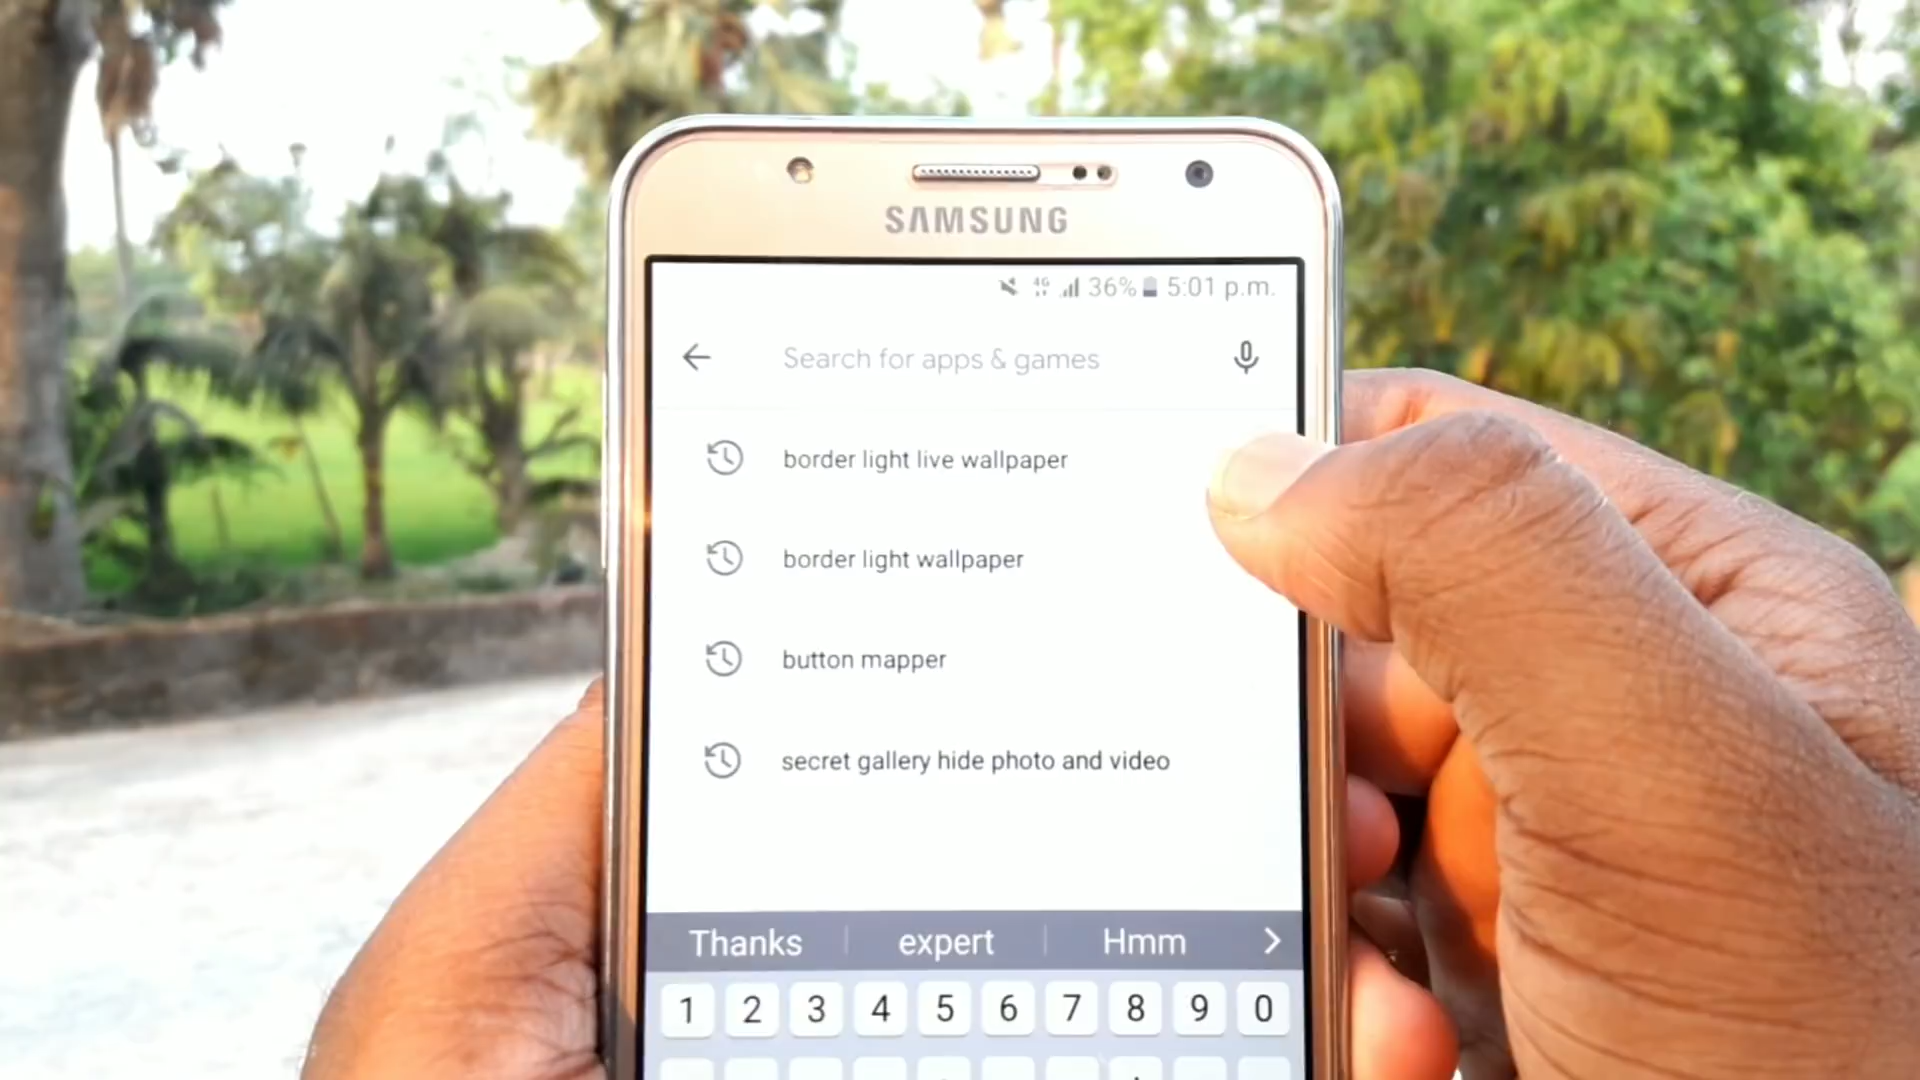 SAMSUNG
4G 36% 5:01 p.m.
Search for apps & games
border light live wallpaper
border light wallpaper
button mapper
secret gallery hide photo and video
Thanks expert Hmm
1 2 3 4 5 6 7 8 9 0